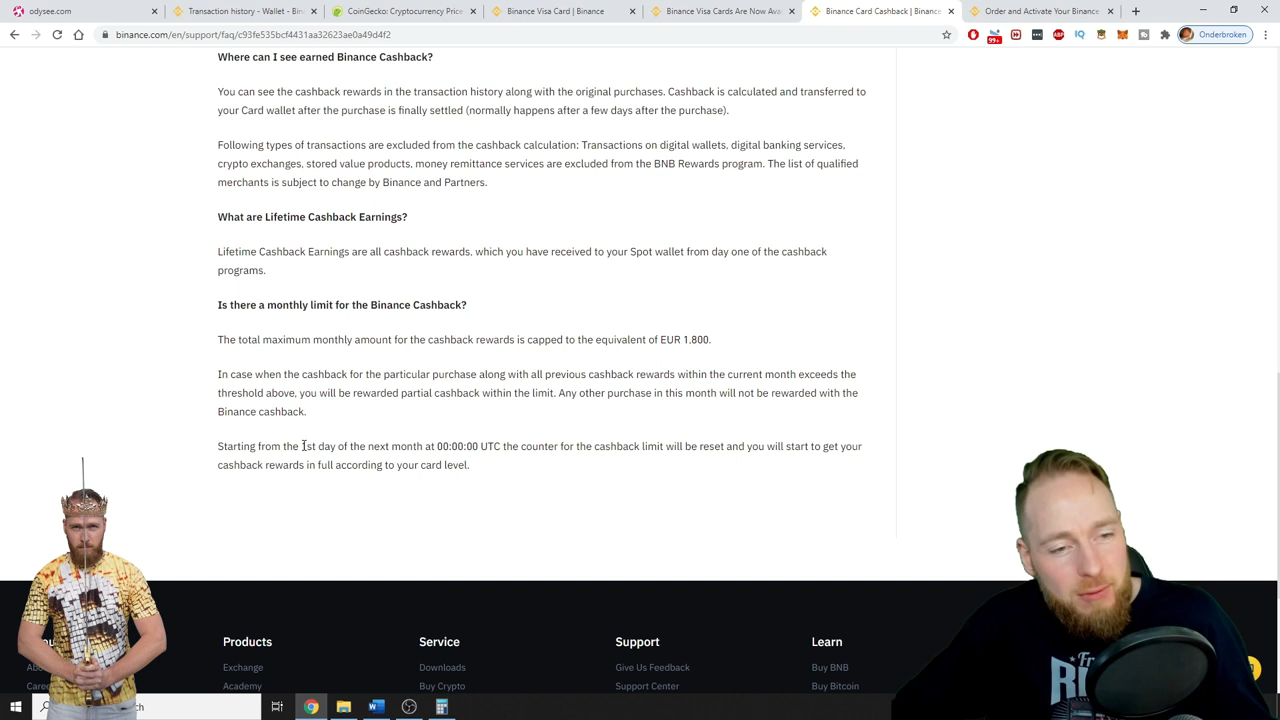 odysee.com
Transaction history - Wallet - Bin
CoinGecko: Cryptocurrency Price
Binance Visa Card | Binance
Binance Visa Cards Are Now Ava
Binance Card Cashback | Binance
Order and Activate Your Binance
binance.com/en/support/faq/c93fe535bcf4431aa32623ae0a49d4f2
99+
ABP
IQ
Onderbroken
Where can I see earned Binance Cashback?
You can see the cashback rewards in the transaction history along with the original purchases. Cashback is calculated and transferred to
your Card wallet after the purchase is finally settled (normally happens after a few days after the purchase).
Following types of transactions are excluded from the cashback calculation: Transactions on digital wallets, digital banking services,
crypto exchanges, stored value products, money remittance services are excluded from the BNB Rewards program. The list of qualified
merchants is subject to change by Binance and Partners.
What are Lifetime Cashback Earnings?
Lifetime Cashback Earnings are all cashback rewards, which you have received to your Spot wallet from day one of the cashback
programs.
Is there a monthly limit for the Binance Cashback?
The total maximum monthly amount for the cashback rewards is capped to the equivalent of EUR 1,800.
In case when the cashback for the particular purchase along with all previous cashback rewards within the current month exceeds the
threshold above, you will be rewarded partial cashback within the limit. Any other purchase in this month will not be rewarded with the
Binance cashback.
Starting from the 1st day of the next month at 00:00:00 UTC the counter for the cashback limit will be reset and you will start to get your
cashback rewards in full according to your card level.
Products
Service
Support
Learn
Exchange
Downloads
Give Us Feedback
Buy BNB
Academy
Buy Crypto
Support Center
Buy Bitcoin